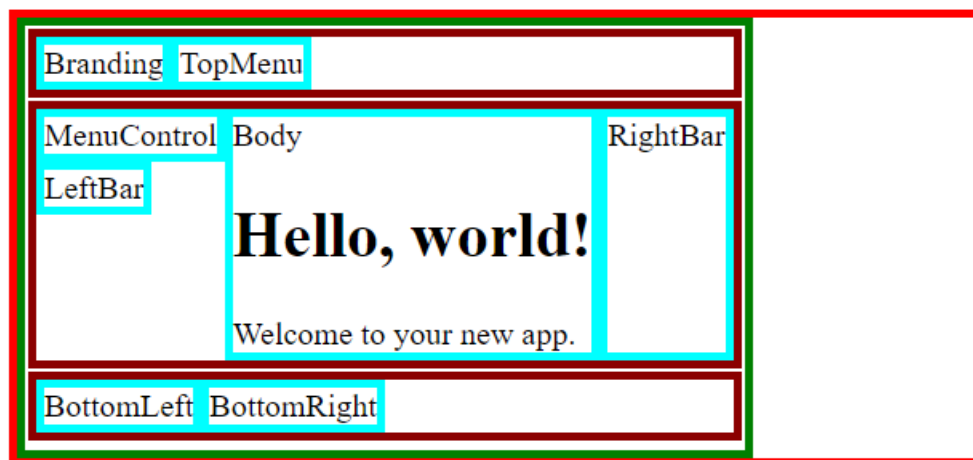 Branding TopMenu
MenuControl Body RightBar
LeftBar
Hello, world!
Welcome to your new app.
BottomLeft BottomRight